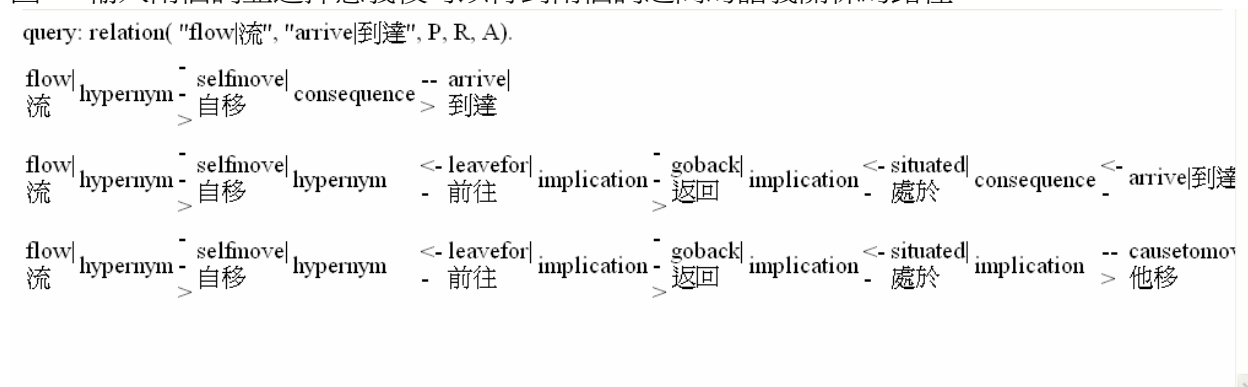 query: relation( "flow|流", "arrive|到達", P, R, A).
flow|流 hypernym --> selfmove|自移 consequence --> arrive|到達
flow|流 hypernym --> selfmove|自移 hypernym <-- leavefor|前往 implication --> goback|返回 implication <-- situated|處於 consequence <-- arrive|到達
flow|流 hypernym --> selfmove|自移 hypernym <-- leavefor|前往 implication --> goback|返回 implication <-- situated|處於 implication --> causetomov 他移